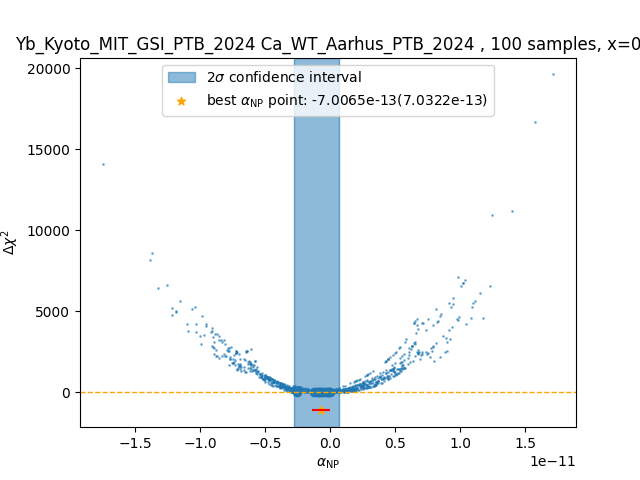 Yb_Kyoto_MIT_GSI_PTB_2024 Ca_WT_Aarhus_PTB_2024 , 100 samples, x=0
2σ confidence interval
best α_NP point: -7.0065e-13(7.0322e-13)
20000
15000
10000
5000
0
Δχ²
−1.5
−1.0
−0.5
0.0
0.5
1.0
1.5
1e−11
α_NP